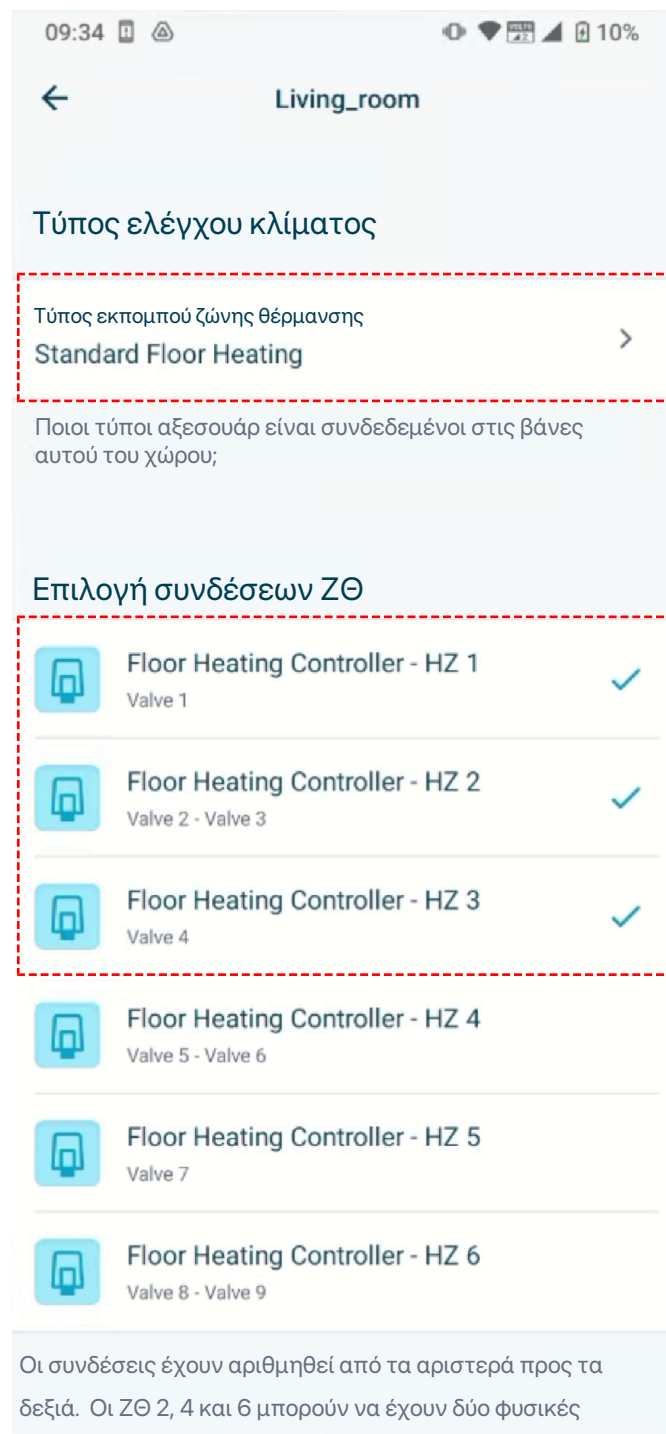 09:34
10%
Living_room
Τύπος ελέγχου κλίματος
Τύπος εκπομπού ζώνης θέρμανσης
Standard Floor Heating
Ποιοι τύποι αξεσουάρ είναι συνδεδεμένοι στις βάνες
αυτού του χώρου;
Επιλογή συνδέσεων ΖΘ
Floor Heating Controller - HZ 1
Valve 1
Floor Heating Controller - HZ 2
Valve 2 - Valve 3
Floor Heating Controller - HZ 3
Valve 4
Floor Heating Controller - HZ 4
Valve 5 - Valve 6
Floor Heating Controller - HZ 5
Valve 7
Floor Heating Controller - HZ 6
Valve 8 - Valve 9
Οι συνδέσεις έχουν αριθμηθεί από τα αριστερά προς τα
δεξιά. Οι ΖΘ 2, 4 και 6 μπορούν να έχουν δύο φυσικές